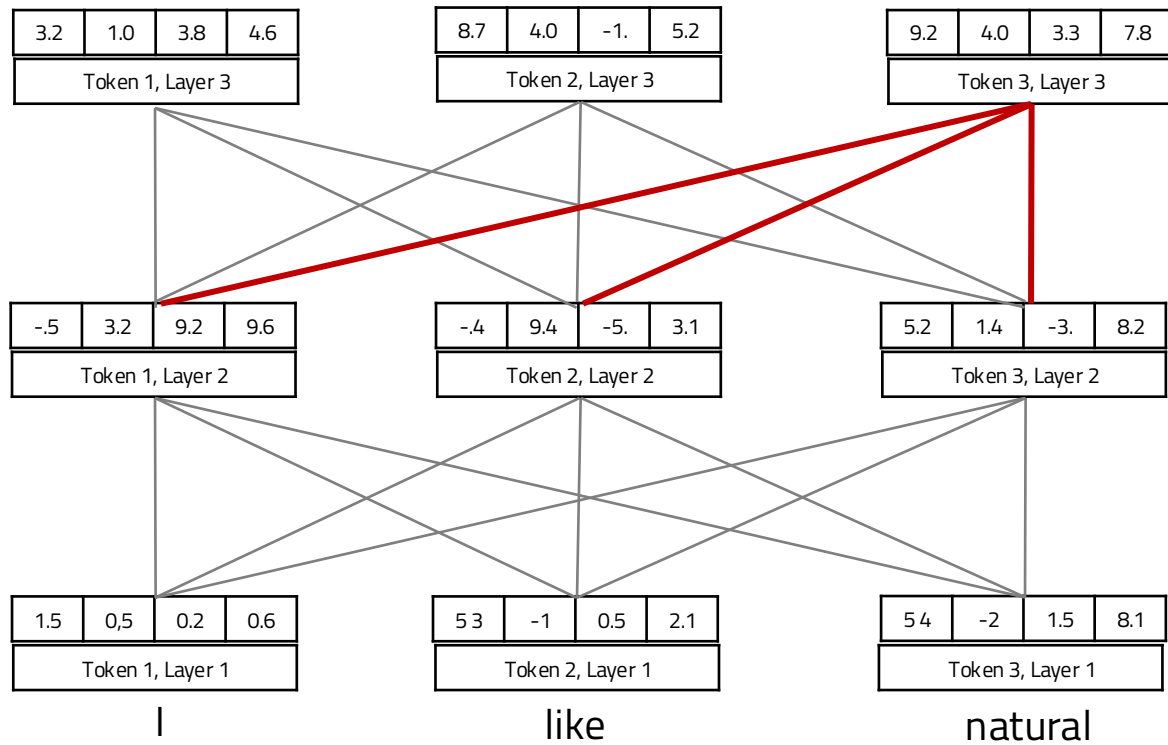 3.2 1.0 3.8 4.6 8.7 4.0 -1. 5.2 9.2 4.0 3.3 7.8
Token 1, Layer 3 Token 2, Layer 3 Token 3, Layer 3
-.5 3.2 9.2 9.6 -.4 9.4 -5. 3.1 5.2 1.4 -3. 8.2
Token 1, Layer 2 Token 2, Layer 2 Token 3, Layer 2
1.5 0,5 0.2 0.6 5 3 -1 0.5 2.1 5 4 -2 1.5 8.1
Token 1, Layer 1 Token 2, Layer 1 Token 3, Layer 1
I like natural